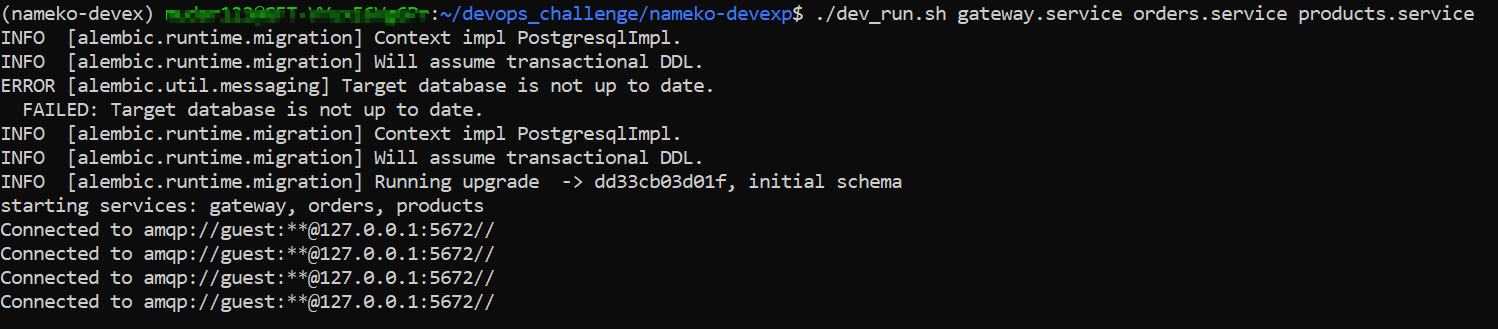 (nameko-devex) :~/devops_challenge/nameko-devexp$ ./dev_run.sh gateway.service orders.service products.service
INFO  [alembic.runtime.migration] Context impl PostgresqlImpl.
INFO  [alembic.runtime.migration] Will assume transactional DDL.
ERROR [alembic.util.messaging] Target database is not up to date.
  FAILED: Target database is not up to date.
INFO  [alembic.runtime.migration] Context impl PostgresqlImpl.
INFO  [alembic.runtime.migration] Will assume transactional DDL.
INFO  [alembic.runtime.migration] Running upgrade  -> dd33cb03d01f, initial schema
starting services: gateway, orders, products
Connected to amqp://guest:**@127.0.0.1:5672//
Connected to amqp://guest:**@127.0.0.1:5672//
Connected to amqp://guest:**@127.0.0.1:5672//
Connected to amqp://guest:**@127.0.0.1:5672//